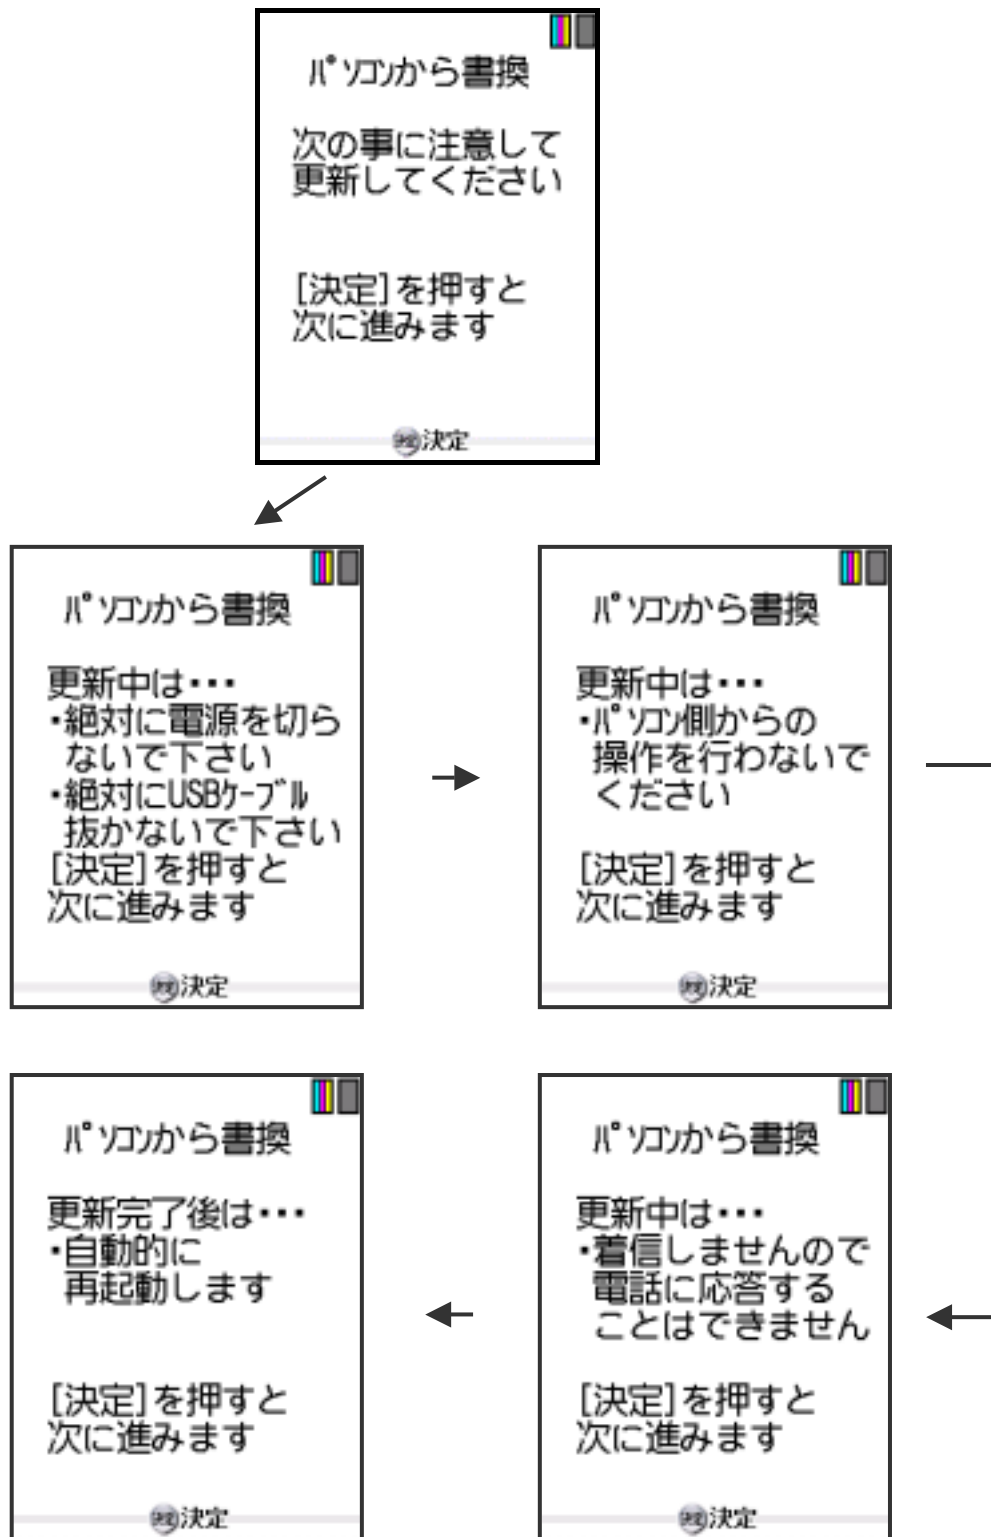 パソコンから書換
次の事に注意して
更新してください
[決定]を押すと
次に進みます
決定
パソコンから書換
更新中は・・・
・絶対に電源を切ら
ないで下さい
・絶対にUSBケーブル
抜かないで下さい
[決定]を押すと
次に進みます
決定
パソコンから書換
更新中は・・・
・パソコン側からの
操作を行わないで
ください
[決定]を押すと
次に進みます
決定
パソコンから書換
更新中は・・・
・着信しませんので
電話に応答する
ことはできません
[決定]を押すと
次に進みます
決定
パソコンから書換
更新完了後は・・・
・自動的に
再起動します
[決定]を押すと
次に進みます
決定